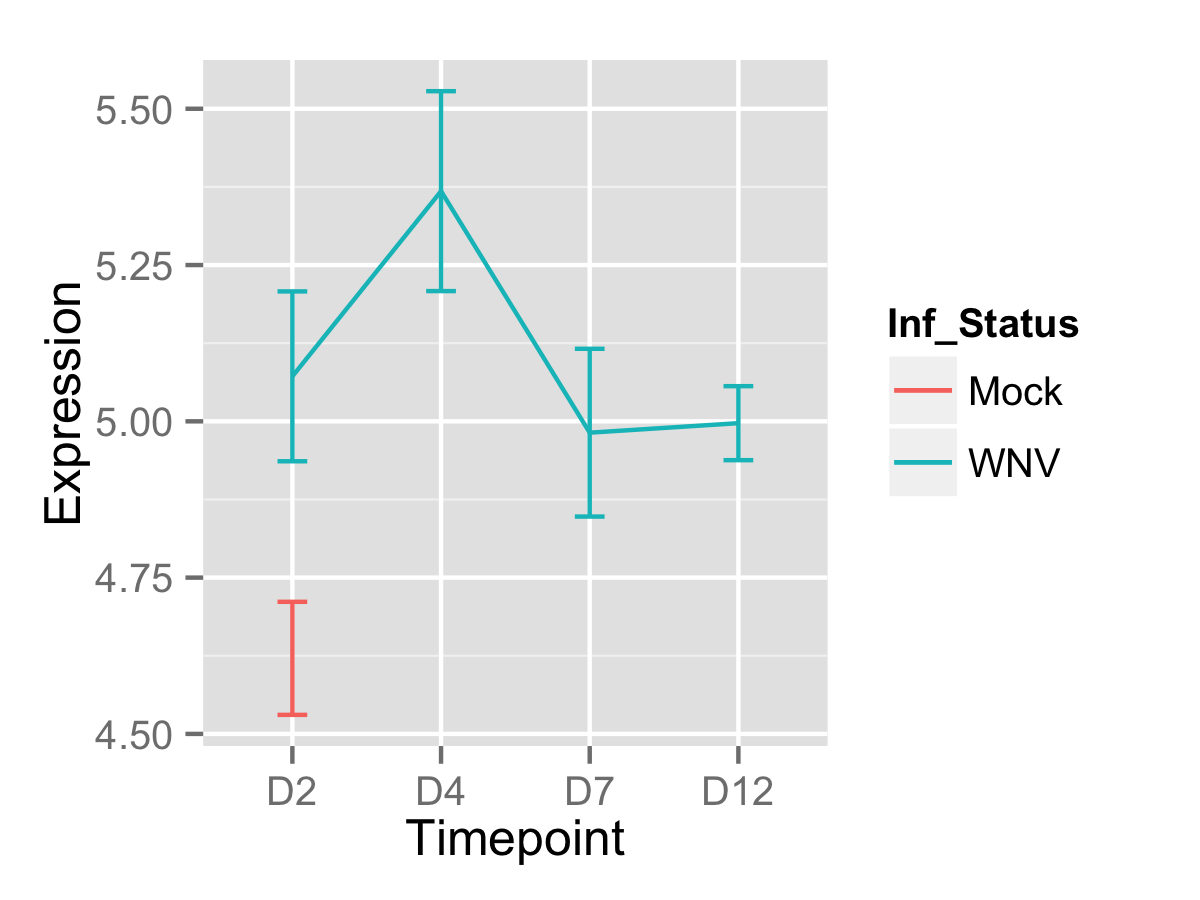 5.50
5.25
5.00
4.75
4.50
Expression
D2 D4 D7 D12
Timepoint
Inf_Status
Mock
WNV